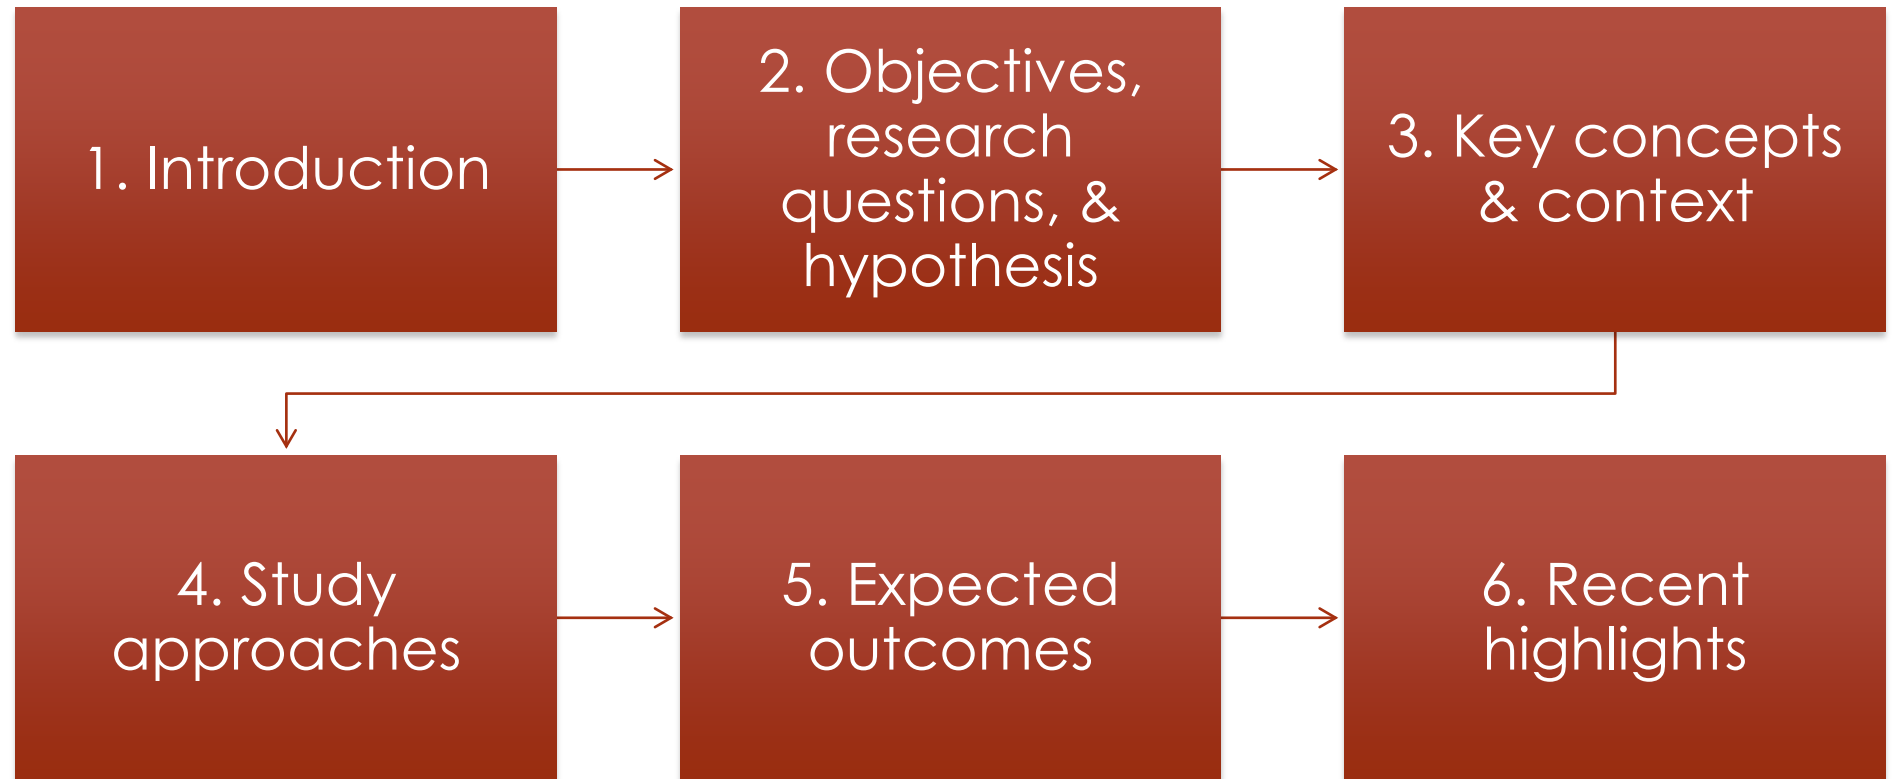 1. Introduction
2. Objectives,
research
questions, &
hypothesis
3. Key concepts
& context
4. Study
approaches
5. Expected
outcomes
6. Recent
highlights